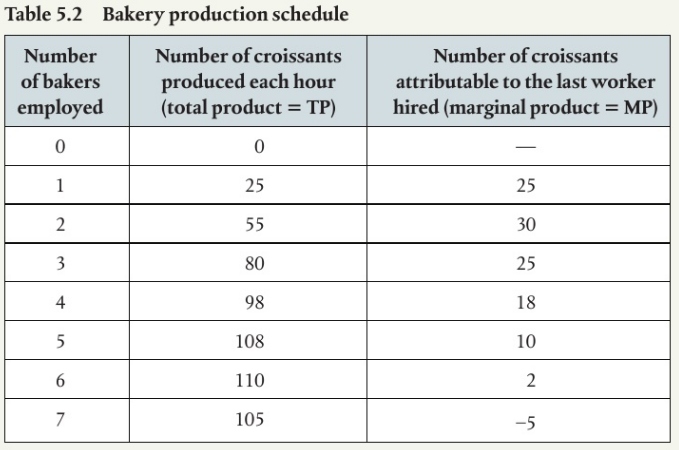 Table 5.2 Bakery production schedule
Number of bakers employed | Number of croissants produced each hour (total product = TP) | Number of croissants attributable to the last worker hired (marginal product = MP)
0 | 0 | —
1 | 25 | 25
2 | 55 | 30
3 | 80 | 25
4 | 98 | 18
5 | 108 | 10
6 | 110 | 2
7 | 105 | –5